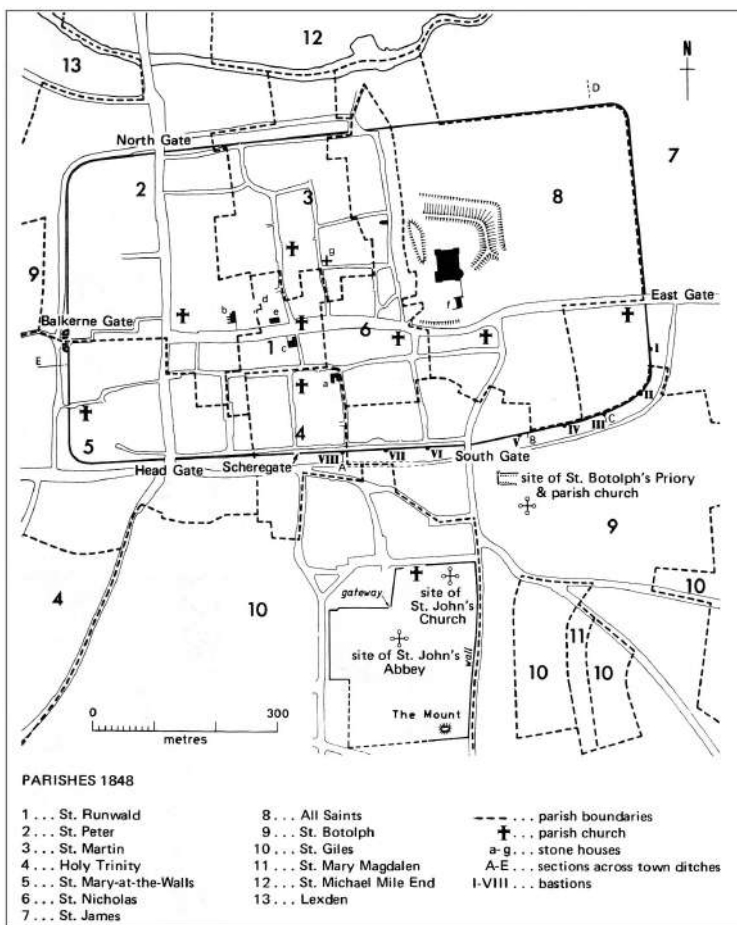 12
13
N
D
North Gate
7
2
3
8
9
g
b
d
e
f
East Gate
Balkerne Gate
6
1
c
E
I
a
II
5
4
C
III
IV
B
V
Head Gate
Scheregate
VIII
A
VII
VI
South Gate
site of St. Botolph's Priory
& parish church
9
4
10
gateway
site of
St. John's
Church
10
11
10
10
site of St. John's
Abbey
wall
The Mount
0
300
metres
PARISHES 1848
1 ... St. Runwald
2 ... St. Peter
3 ... St. Martin
4 ... Holy Trinity
5 ... St. Mary-at-the-Walls
6 ... St. Nicholas
7 ... St. James
8 ... All Saints
9 ... St. Botolph
10 ... St. Giles
11 ... St. Mary Magdalen
12 ... St. Michael Mile End
13 ... Lexden
... parish boundaries
... parish church
a-g ... stone houses
A-E ... sections across town ditches
I-VIII ... bastions